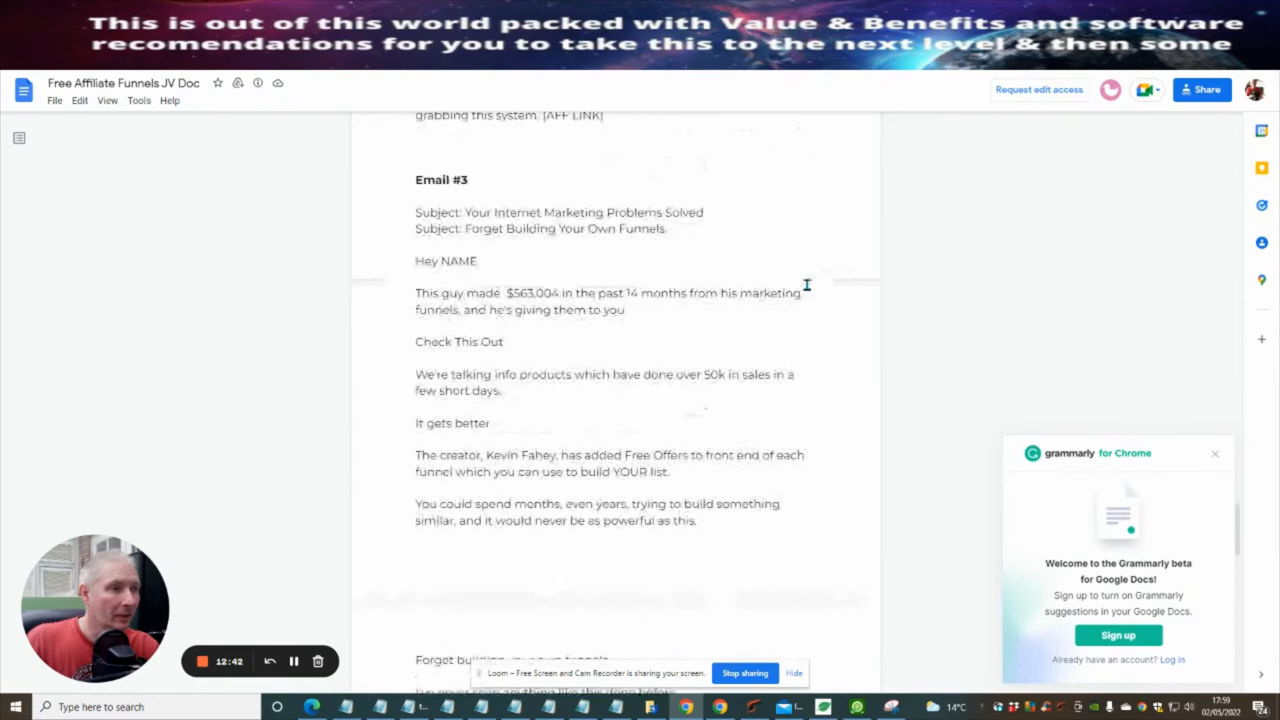 This is out of this world packed with Value & Benefits and software
recomendations for you to take this to the next level & then some
Free Affiliate Funnels JV Doc
File Edit View Tools Help
Request edit access
Share
grabbing this system. [AFF LINK]
Email #3
Subject: Your Internet Marketing Problems Solved
Subject: Forget Building Your Own Funnels.
Hey NAME
This guy made $563,004 in the past 14 months from his marketing
funnels, and he's giving them to you
Check This Out
We're talking info products which have done over 50k in sales in a
few short days.
It gets better
The creator, Kevin Fahey, has added Free Offers to front end of each
funnel which you can use to build YOUR list.
You could spend months, even years, trying to build something
similar, and it would never be as powerful as this.
Forget
I've never seen anything like this done before
grammarly for Chrome
Welcome to the Grammarly beta
for Google Docs!
Sign up to turn on Grammarly
suggestions in your Google Docs.
Sign up
Already have an account? Log in
12:42
Loom – Free Screen and Cam Recorder is sharing your screen.
Stop sharing
Hide
Type here to search
14°C
17:59
02/05/2022
24